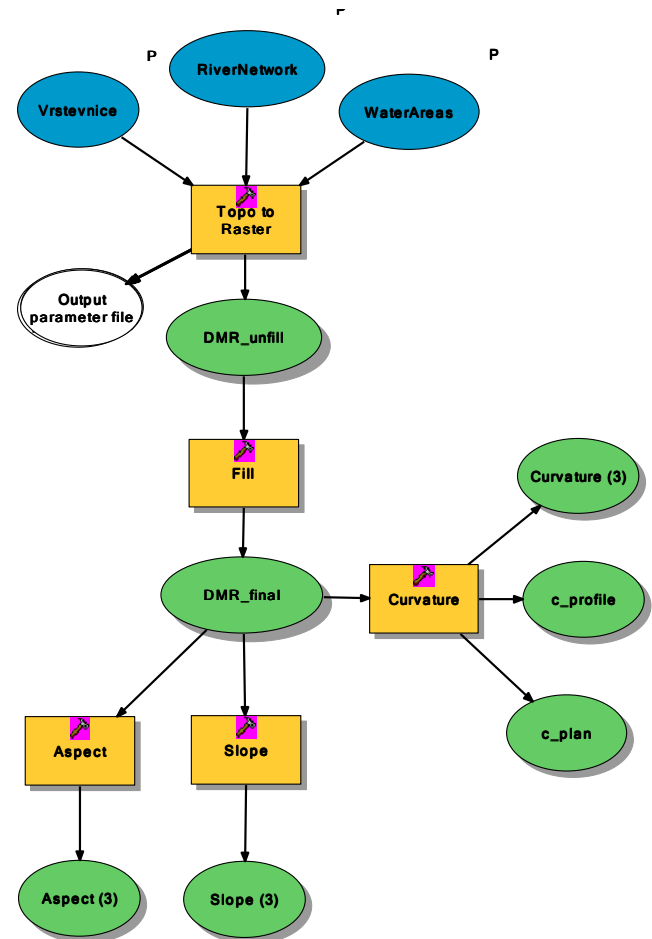 P
RiverNetwork
P
Vrstevnice
WaterAreas
Topo to
Raster
Output
parameter file
DMR_unfill
Fill
Curvature (3)
DMR_final
Curvature
c_profile
c_plan
Aspect
Slope
Aspect (3)
Slope (3)